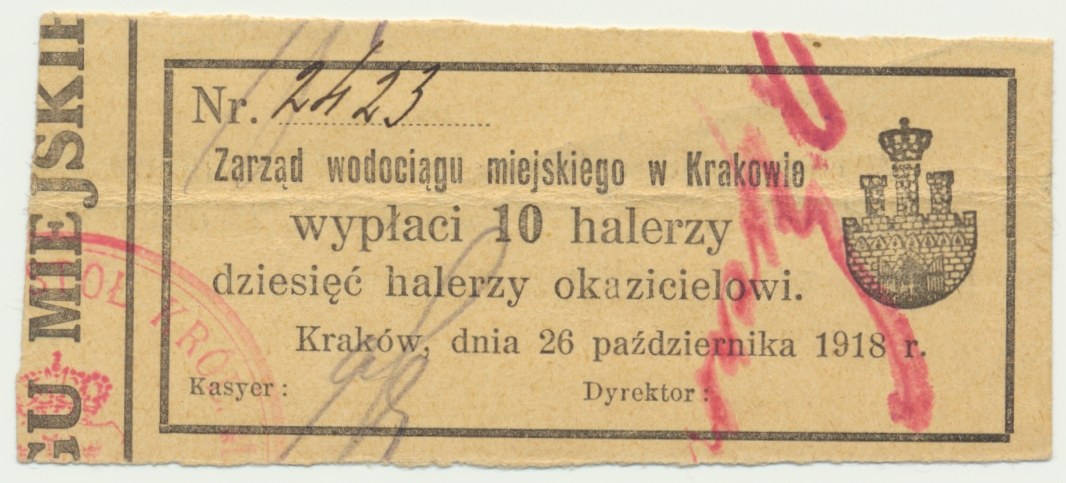 GU MIEJSKIE
Nr. 2423
Zarząd wodociągu miejskiego w Krakowie
wypłaci 10 halerzy
dziesięć halerzy okazicielowi.
Kraków, dnia 26 października 1918 r.
Kasyer: Dyrektor: